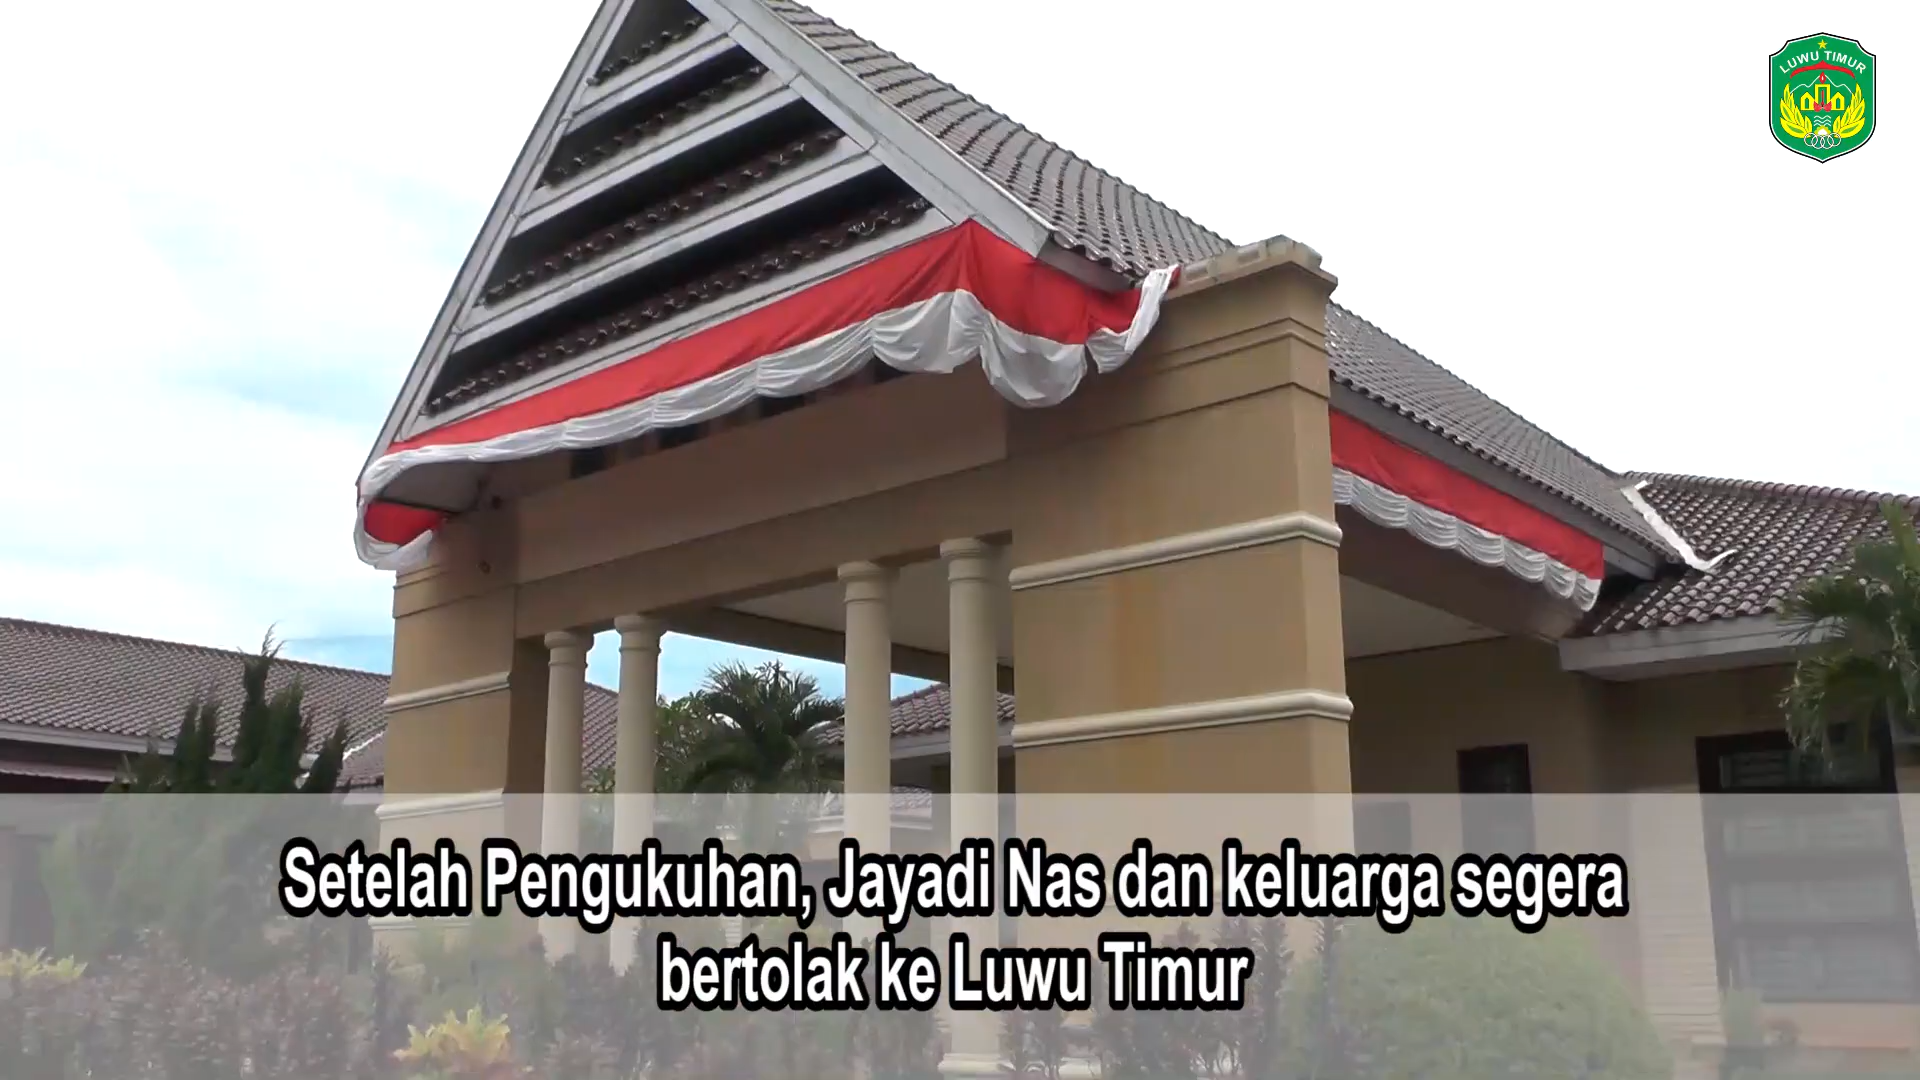 LUWU TIMUR
Setelah Pengukuhan, Jayadi Nas dan keluarga segera
bertolak ke Luwu Timur